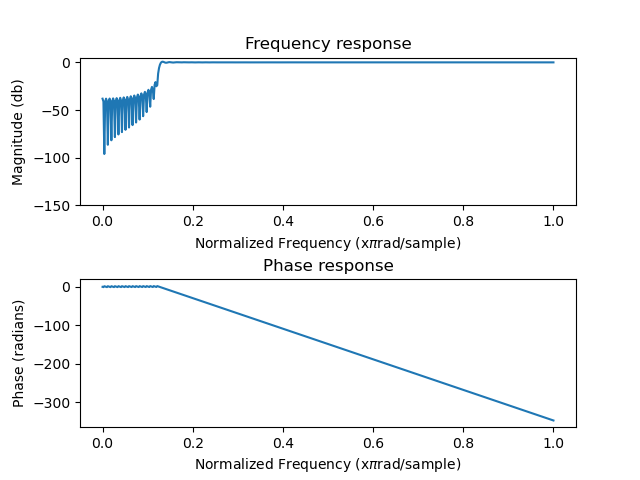 Frequency response
0
−50
−100
−150
Magnitude (db)
0.0 0.2 0.4 0.6 0.8 1.0
Normalized Frequency (xπrad/sample)
Phase response
0
−100
−200
−300
Phase (radians)
0.0 0.2 0.4 0.6 0.8 1.0
Normalized Frequency (xπrad/sample)